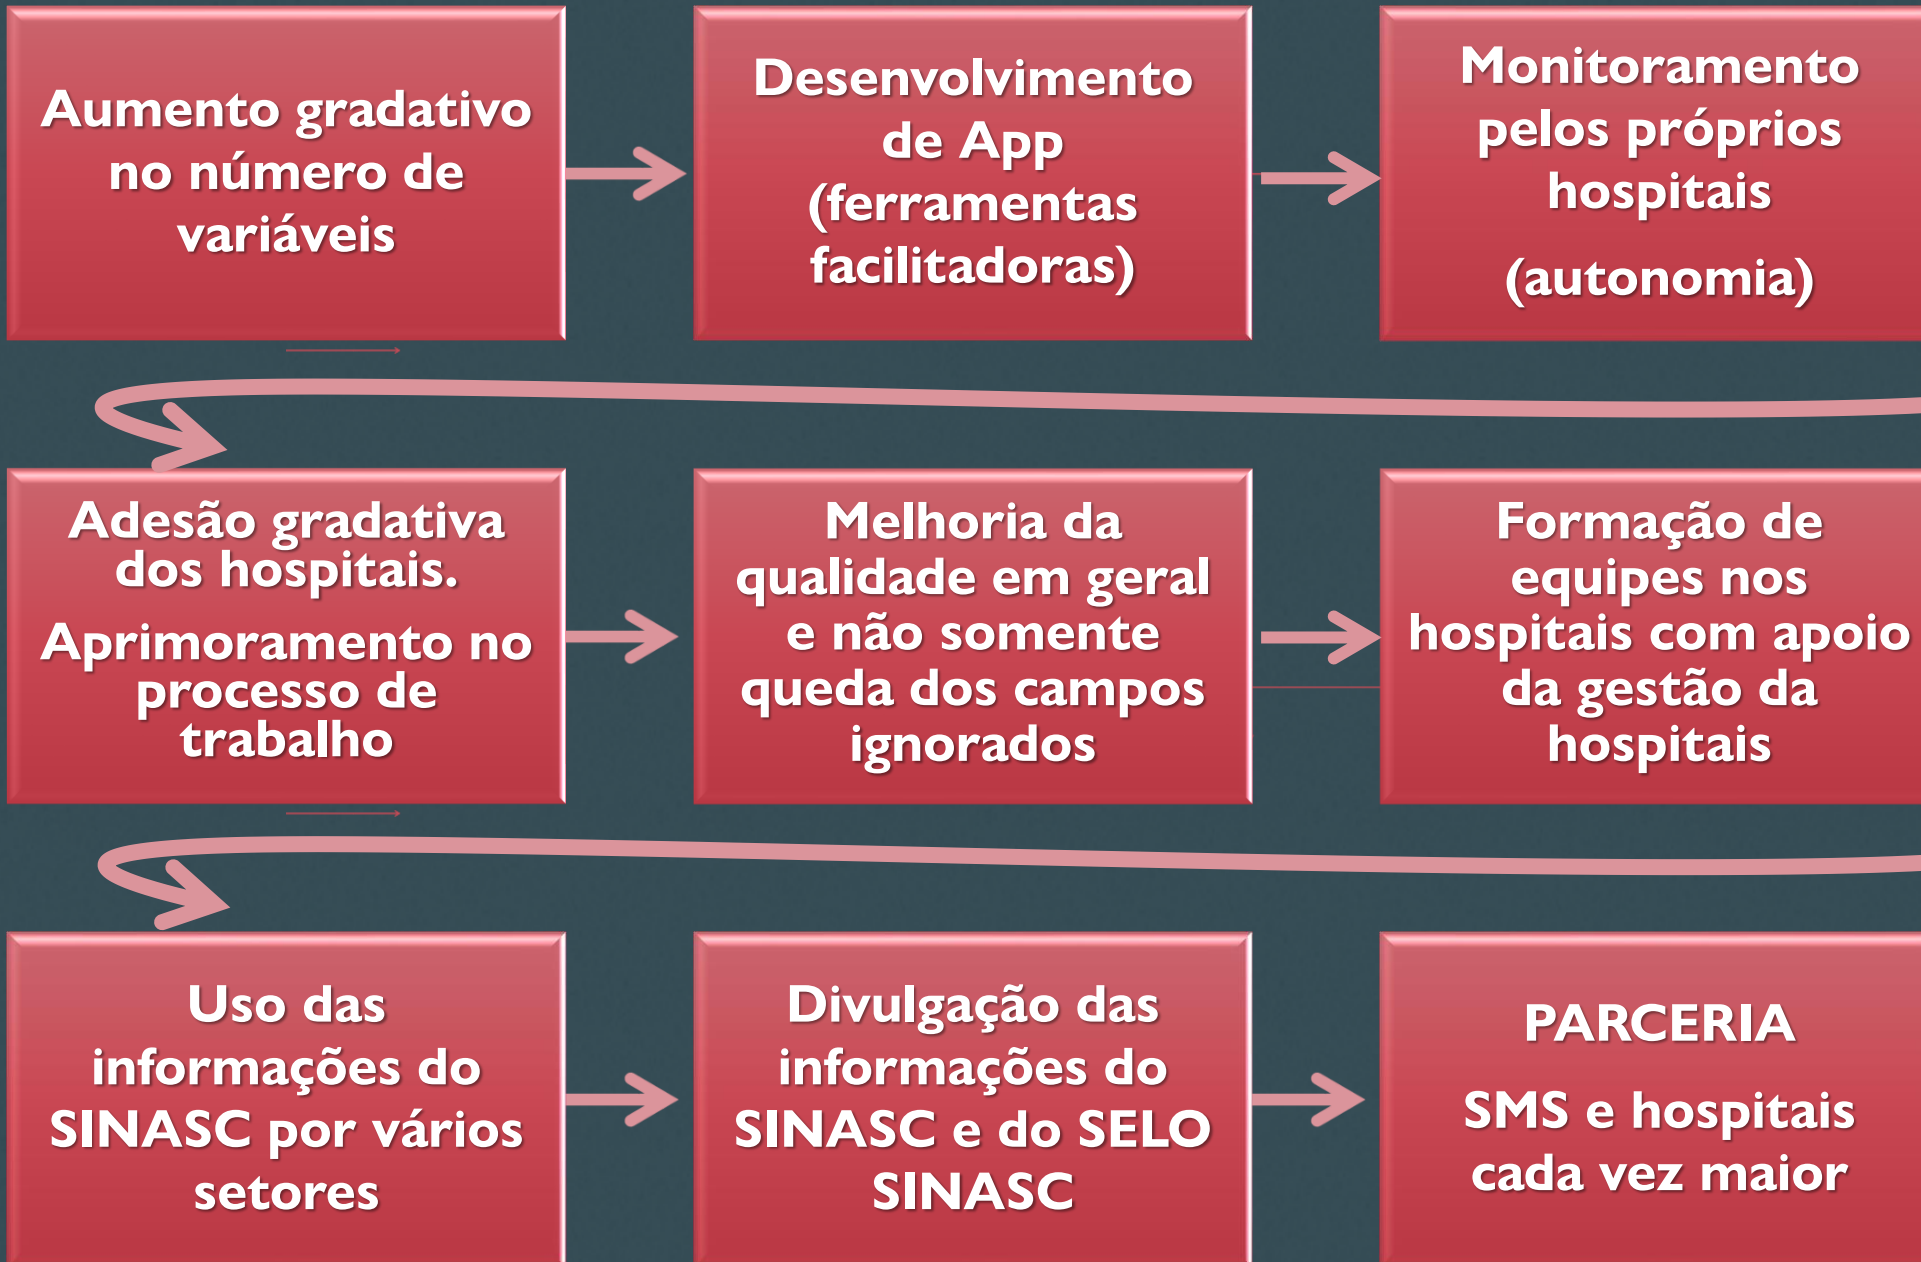 Aumento gradativo
no número de
variáveis
Desenvolvimento
de App
(ferramentas
facilitadoras)
Monitoramento
pelos próprios
hospitais
(autonomia)
Adesão gradativa
dos hospitais.
Aprimoramento no
processo de
trabalho
Melhoria da
qualidade em geral
e não somente
queda dos campos
ignorados
Formação de
equipes nos
hospitais com apoio
da gestão da
hospitais
Uso das
informações do
SINASC por vários
setores
Divulgação das
informações do
SINASC e do SELO
SINASC
PARCERIA
SMS e hospitais
cada vez maior